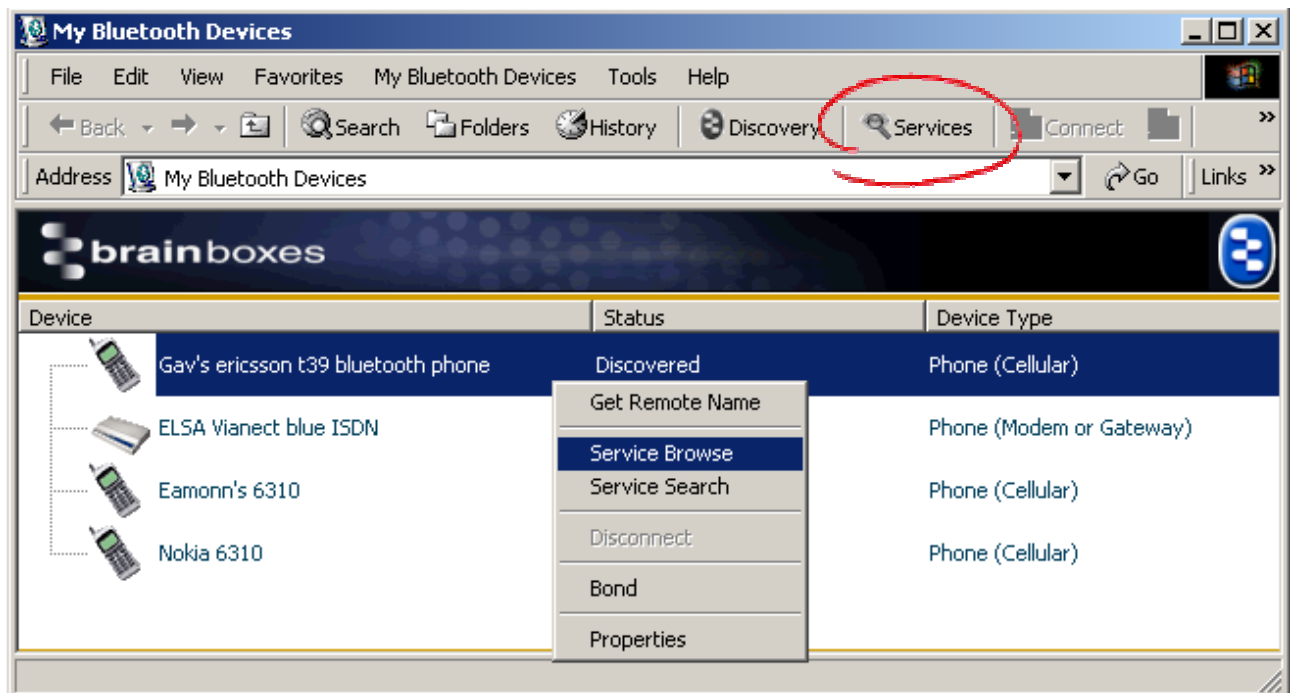 My Bluetooth Devices
File Edit View Favorites My Bluetooth Devices Tools Help
Back Search Folders History Discovery Services Connect »
Address My Bluetooth Devices Go Links »
brainboxes
Device Status Device Type
Gav's ericsson t39 bluetooth phone Discovered Phone (Cellular)
Get Remote Name
ELSA Vianect blue ISDN Phone (Modem or Gateway)
Service Browse
Service Search
Eamonn's 6310 Phone (Cellular)
Disconnect
Nokia 6310 Phone (Cellular)
Bond
Properties